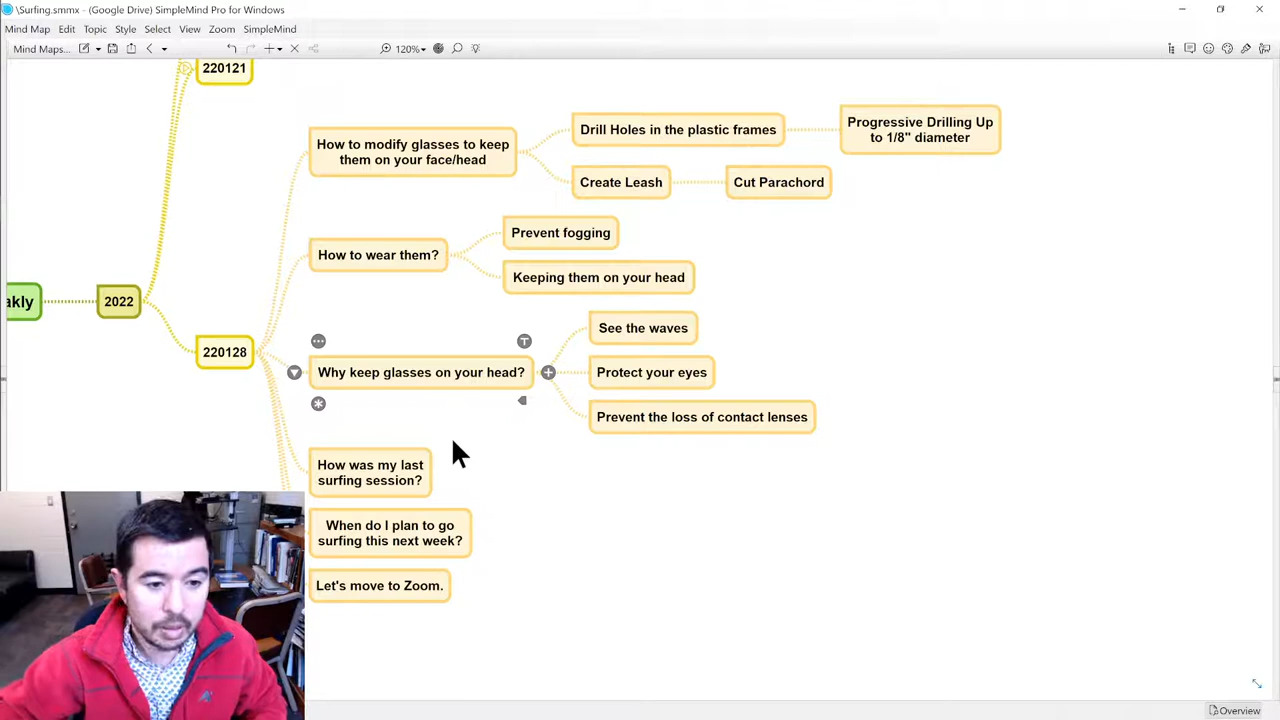 \Surfing.smmx - (Google Drive) SimpleMind Pro for Windows
Mind Map Edit Topic Style Select View Zoom SimpleMind
Mind Maps...
120%
220121
How to modify glasses to keep
them on your face/head
Drill Holes in the plastic frames
Progressive Drilling Up
to 1/8" diameter
Create Leash
Cut Parachord
How to wear them?
Prevent fogging
Keeping them on your head
akly
2022
220128
Why keep glasses on your head?
See the waves
Protect your eyes
Prevent the loss of contact lenses
How was my last
surfing session?
When do I plan to go
surfing this next week?
Let's move to Zoom.
Overview